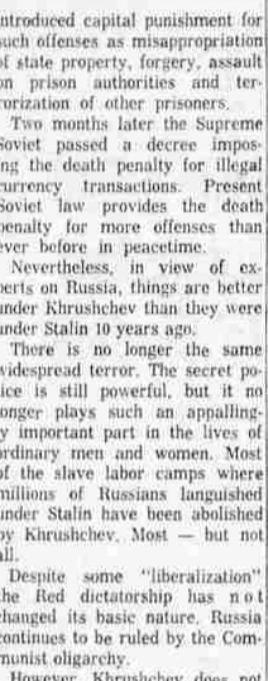 ntroduced capital punishment for
such offenses as misappropriation
of state property, forgery, assault
on prison authorities and ter-
rorization of other prisoners.
Two months later the Supreme
Soviet passed a decree impos-
ing the death penalty for illegal
currency transactions. Present
Soviet law provides the death
penalty for more offenses than
ever before in peacetime.
Nevertheless, in view of ex-
perts on Russia, things are better
under Khrushchev than they were
under Stalin 10 years ago.
There is no longer the same
widespread terror. The secret po-
lice is still powerful, but it no
longer plays such an appalling-
ly important part in the lives of
ordinary men and women. Most
of the slave labor camps where
millions of Russians languished
under Stalin have been abolished
by Khrushchev. Most — but not
all.
Despite some "liberalization"
the Red dictatorship has not
changed its basic nature. Russia
continues to be ruled by the Com-
munist oligarchy.
However, Khrushchev does not